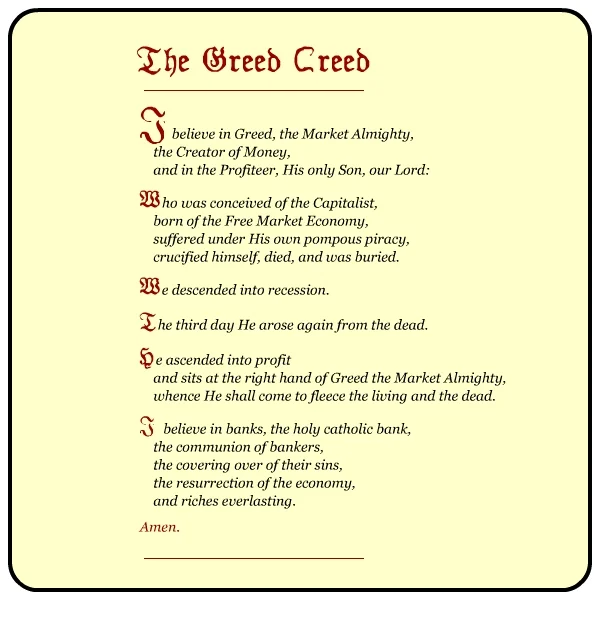 The Greed Creed
I believe in Greed, the Market Almighty,
the Creator of Money,
and in the Profiteer, His only Son, our Lord:
Who was conceived of the Capitalist,
born of the Free Market Economy,
suffered under His own pompous piracy,
crucified himself, died, and was buried.
We descended into recession.
The third day He arose again from the dead.
He ascended into profit
and sits at the right hand of Greed the Market Almighty,
whence He shall come to fleece the living and the dead.
I believe in banks, the holy catholic bank,
the communion of bankers,
the covering over of their sins,
the resurrection of the economy,
and riches everlasting.
Amen.